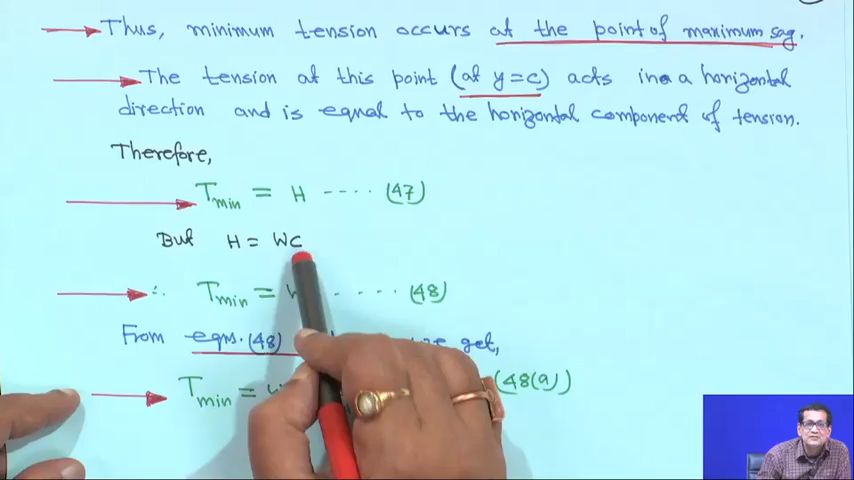 Thus, minimum tension occurs at the point of maximum sag.
The tension at this point (at y=c) acts in a horizontal
direction and is equal to the horizontal component of tension.
Therefore,
Tmin = H ---- (47)
But H = WC
∴ Tmin = W ---- (48)
From eqns. (48) get,
Tmin = (48(a))